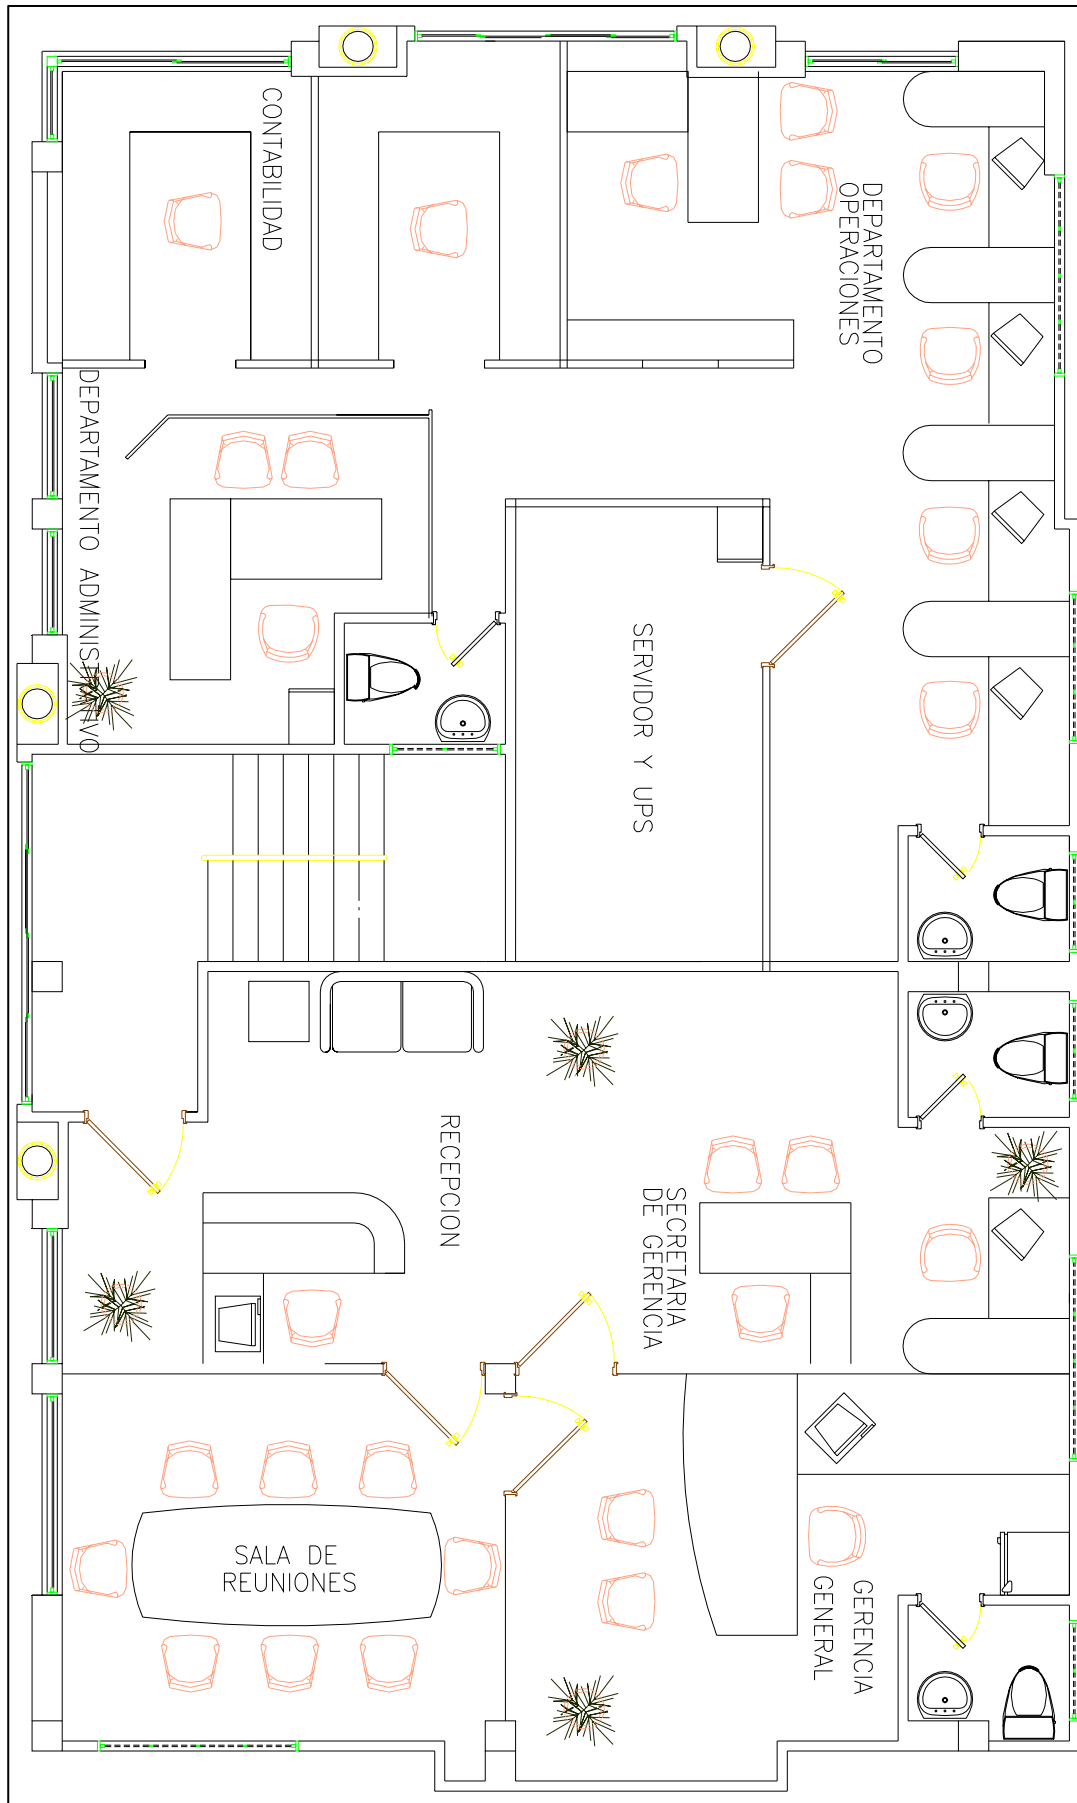 CONTABILIDAD
DEPARTAMENTO
OPERACIONES
DEPARTAMENTO ADMINISTRATIVO
SERVIDOR Y UPS
RECEPCION
SECRETARIA
DE GERENCIA
SALA DE
REUNIONES
GERENCIA
GENERAL